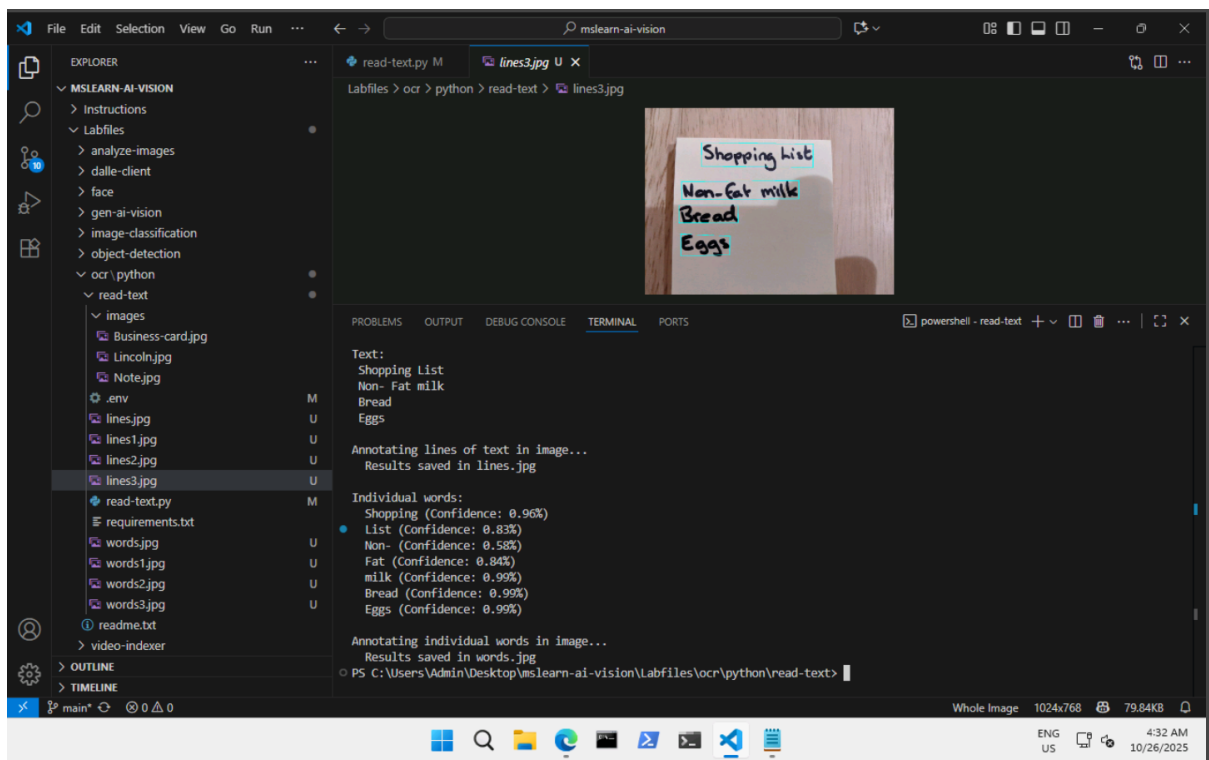 File Edit Selection View Go Run ...
mslearn-ai-vision
EXPLORER
MSLEARN-AI-VISION
Instructions
Labfiles
analyze-images
dalle-client
face
gen-ai-vision
image-classification
object-detection
ocr\python
read-text
images
Business-card.jpg
Lincoln.jpg
Note.jpg
.env M
lines.jpg U
lines1.jpg U
lines2.jpg U
lines3.jpg U
read-text.py M
requirements.txt
words.jpg U
words1.jpg U
words2.jpg U
words3.jpg U
readme.txt
video-indexer
OUTLINE
TIMELINE
10
read-text.py M lines3.jpg U
Labfiles > ocr > python > read-text > lines3.jpg
Shopping List
Non-Fat milk
Bread
Eggs
PROBLEMS OUTPUT DEBUG CONSOLE TERMINAL PORTS
powershell - read-text
Text:
Shopping List
Non- Fat milk
Bread
Eggs
Annotating lines of text in image...
Results saved in lines.jpg
Individual words:
Shopping (Confidence: 0.96%)
List (Confidence: 0.83%)
Non- (Confidence: 0.58%)
Fat (Confidence: 0.84%)
milk (Confidence: 0.99%)
Bread (Confidence: 0.99%)
Eggs (Confidence: 0.99%)
Annotating individual words in image...
Results saved in words.jpg
PS C:\Users\Admin\Desktop\mslearn-ai-vision\Labfiles\ocr\python\read-text>
main* 0 0
Whole Image 1024x768 79.84KB
ENG
US
4:32 AM
10/26/2025